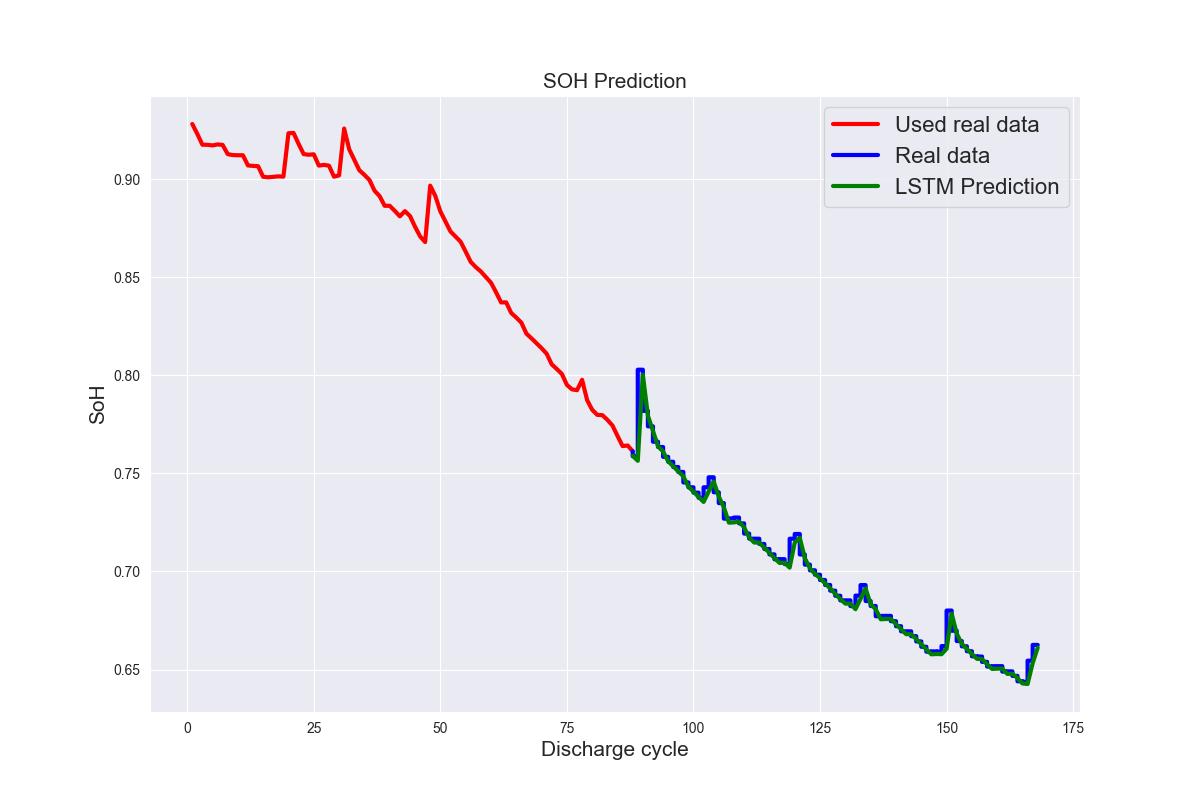 SOH Prediction
Used real data
Real data
LSTM Prediction
SoH
0.90
0.85
0.80
0.75
0.70
0.65
0
25
50
75
100
125
150
175
Discharge cycle